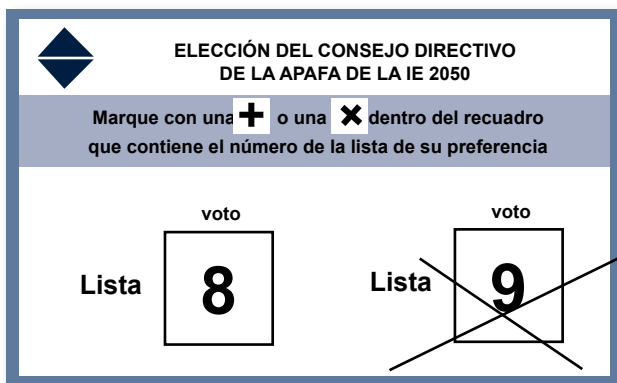 ELECCIÓN DEL CONSEJO DIRECTIVO
DE LA APAFA DE LA IE 2050
Marque con una + o una × dentro del recuadro
que contiene el número de la lista de su preferencia
voto
Lista 8
voto
Lista 9